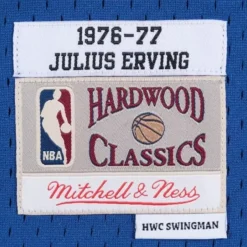 1976-77
JULIUS ERVING
NBA
HARDWOOD
CLASSICS
Mitchell & Ness
HWC SWINGMAN